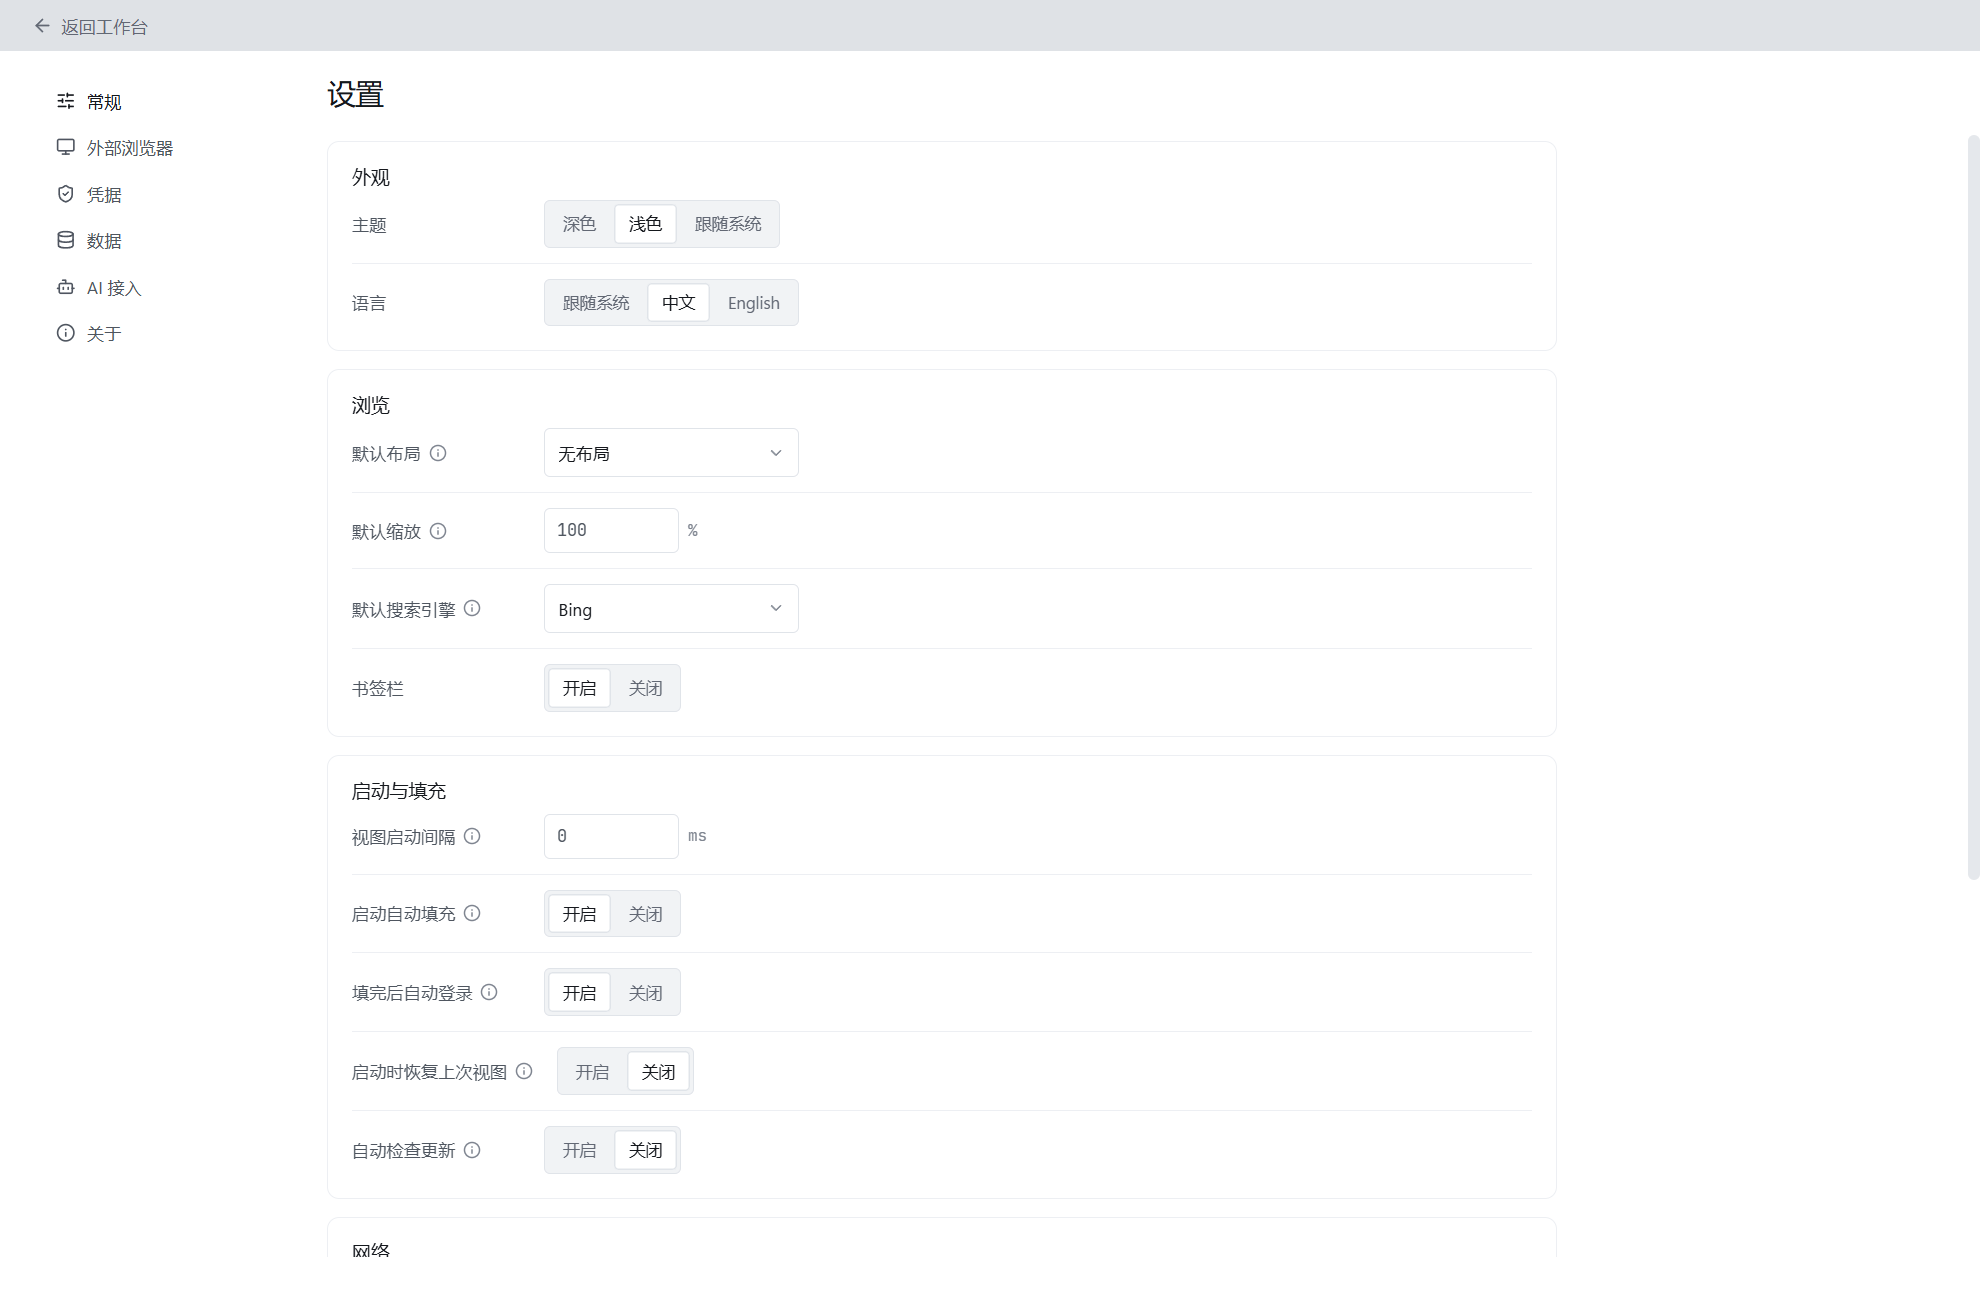 返回工作台
常规
外部浏览器
凭据
数据
AI 接入
关于
设置
外观
主题 深色 浅色 跟随系统
语言 跟随系统 中文 English
浏览
默认布局 无布局
默认缩放 100 %
默认搜索引擎 Bing
书签栏 开启 关闭
启动与填充
视图启动间隔 0 ms
启动自动填充 开启 关闭
填完后自动登录 开启 关闭
启动时恢复上次视图 开启 关闭
自动检查更新 开启 关闭
网络